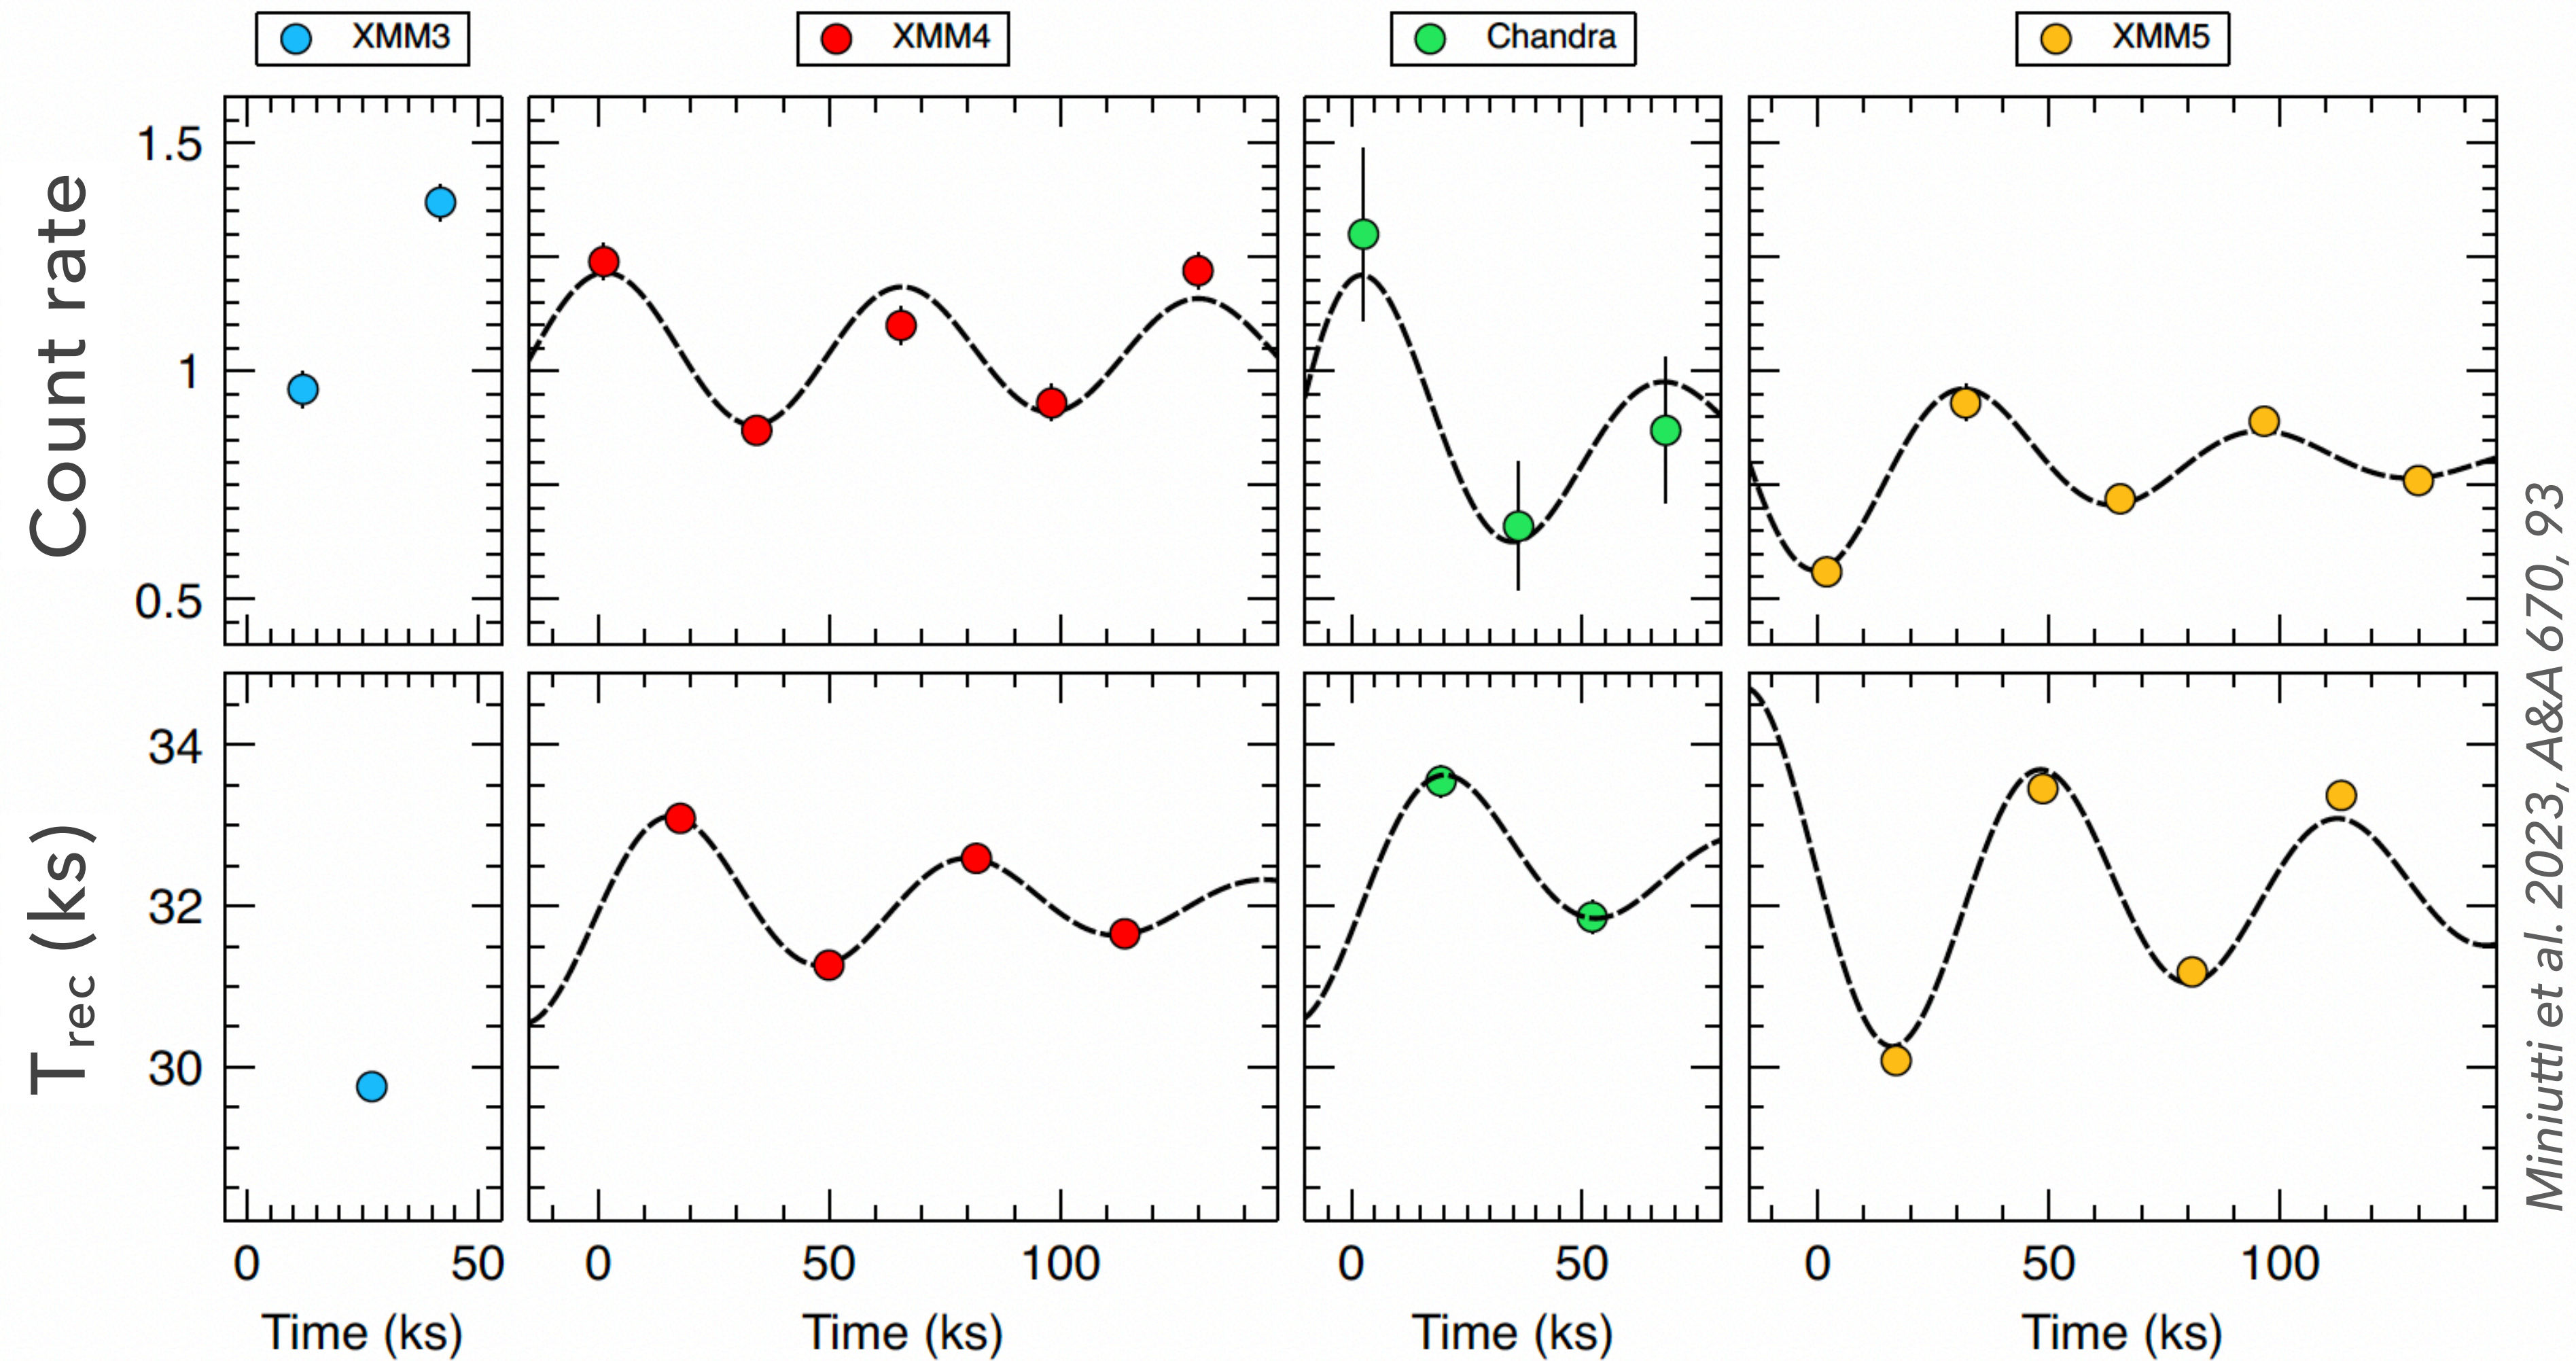 XMM3
XMM4
Chandra
XMM5
Count rate
1.5
1
0.5
T rec (ks)
34
32
30
0 50
0 50 100
0 50
0 50 100
Time (ks)
Time (ks)
Time (ks)
Time (ks)
Miniutti et al. 2023, A&A 670, 93